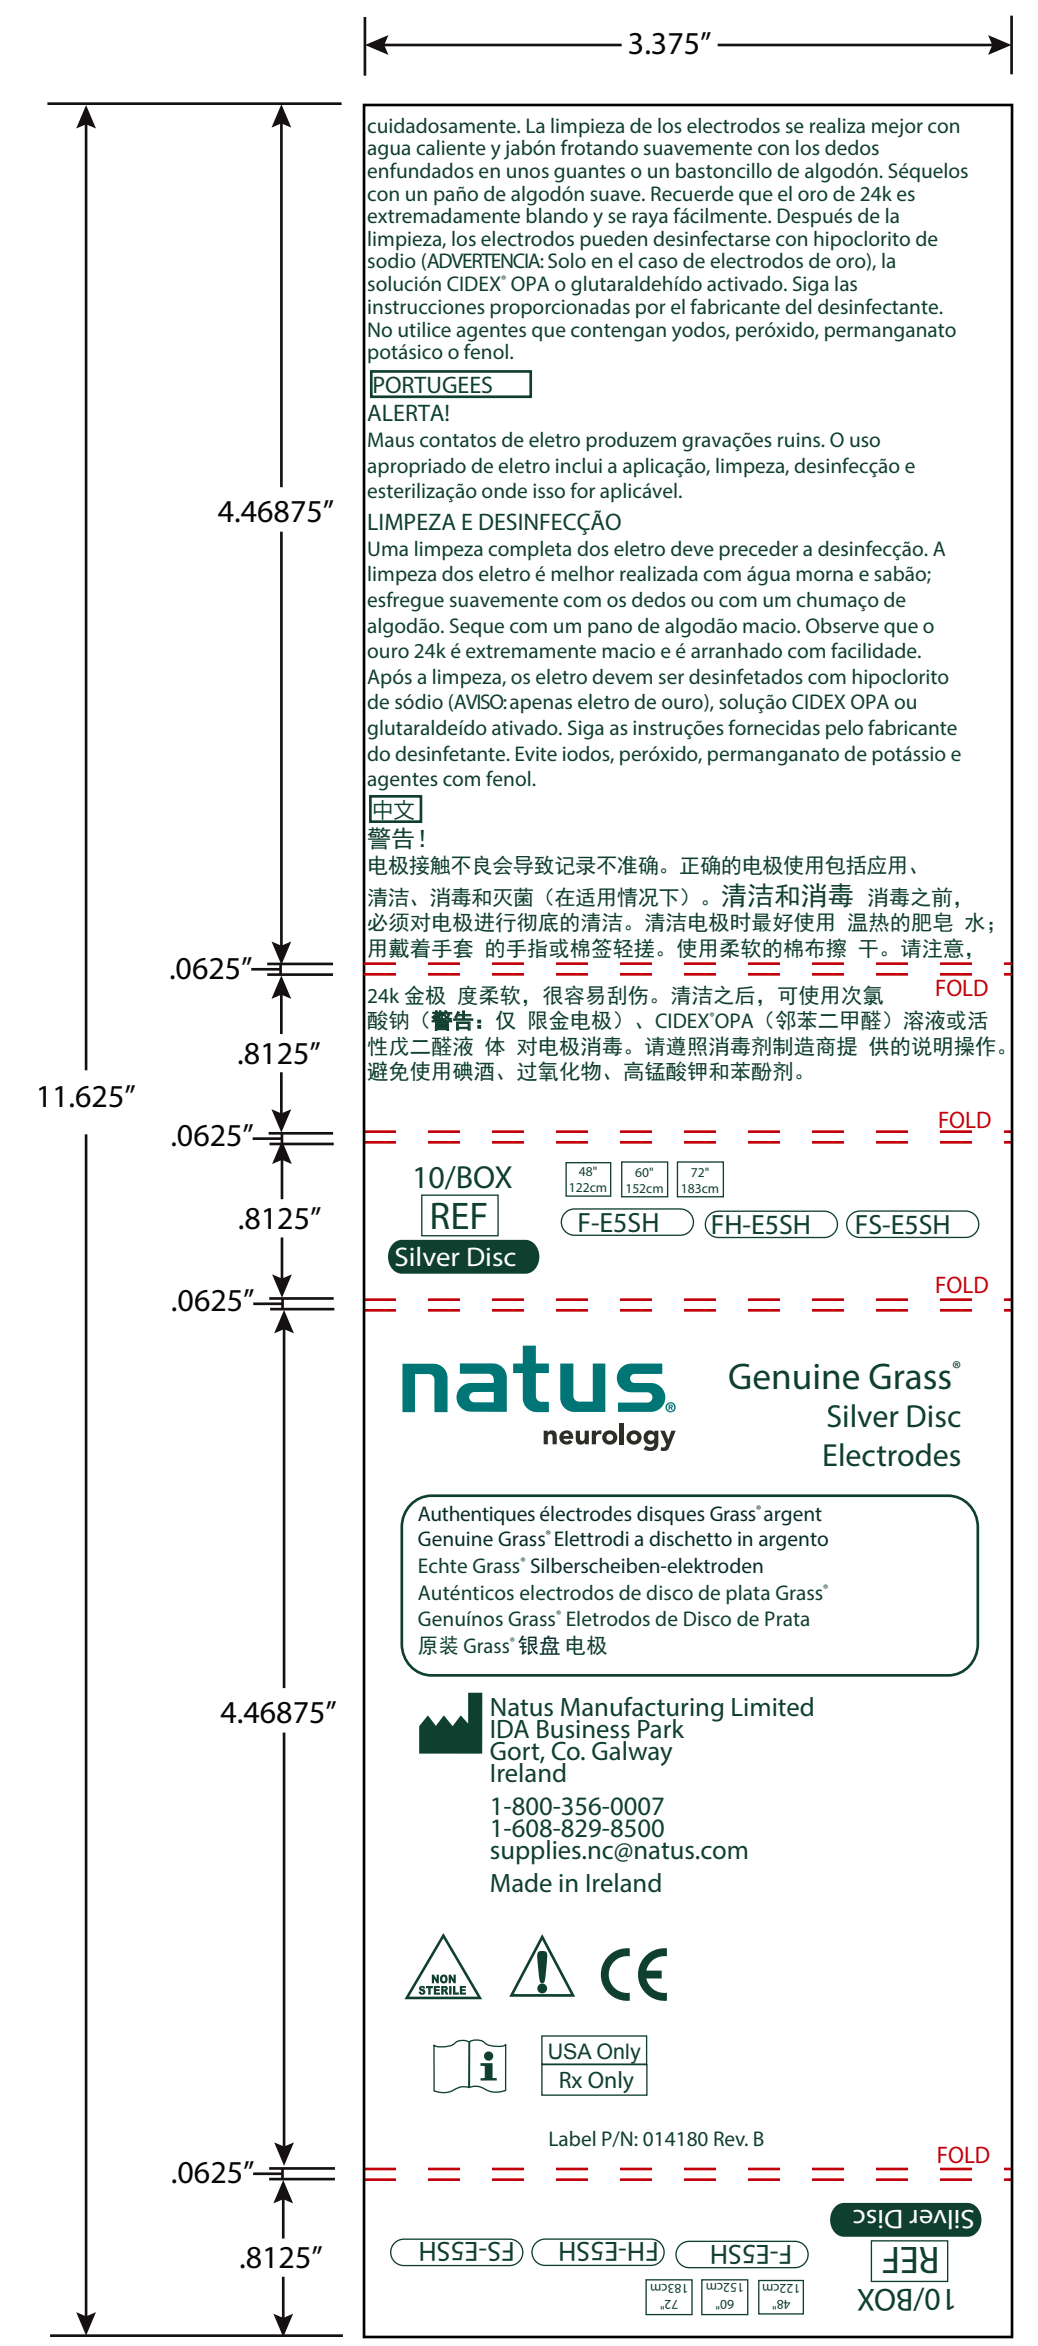 3.375″
cuidadosamente. La limpieza de los electrodos se realiza mejor con
agua caliente y jabón frotando suavemente con los dedos
enfundados en unos guantes o un bastoncillo de algodón. Séquelos
con un paño de algodón suave. Recuerde que el oro de 24k es
extremadamente blando y se raya fácilmente. Después de la
limpieza, los electrodos pueden desinfectarse con hipoclorito de
sodio (ADVERTENCIA: Solo en el caso de electrodos de oro), la
solución CIDEX® OPA o glutaraldehído activado. Siga las
instrucciones proporcionadas por el fabricante del desinfectante.
No utilice agentes que contengan yodos, peróxido, permanganato
potásico o fenol.
PORTUGEES
ALERTA!
Maus contatos de eletro produzem gravações ruins. O uso
apropriado de eletro inclui a aplicação, limpeza, desinfecção e
esterilização onde isso for aplicável.
4.46875″
LIMPEZA E DESINFECÇÃO
Uma limpeza completa dos eletro deve preceder a desinfecção. A
limpeza dos eletro é melhor realizada com água morna e sabão;
esfregue suavemente com os dedos ou com um chumaço de
algodão. Seque com um pano de algodão macio. Observe que o
ouro 24k é extremamente macio e é arranhado com facilidade.
Após a limpeza, os eletro devem ser desinfetados com hipoclorito
de sódio (AVISO: apenas eletro de ouro), solução CIDEX OPA ou
glutaraldeído ativado. Siga as instruções fornecidas pelo fabricante
do desinfetante. Evite iodos, peróxido, permanganato de potássio e
agentes com fenol.
中文
警告！
电极接触不良会导致记录不准确。正确的电极使用包括应用、
清洁、消毒和灭菌（在适用情况下）。清洁和消毒 消毒之前，
必须对电极进行彻底的清洁。清洁电极时最好使用 温热的肥皂 水；
用戴着手套 的手指或棉签轻搓。使用柔软的棉布擦 干。请注意，
.0625″
FOLD
24k 金极 度柔软，很容易刮伤。清洁之后，可使用次氯
酸钠（警告：仅 限金电极）、CIDEX®OPA（邻苯二甲醛）溶液或活
性戊二醛液 体 对电极消毒。请遵照消毒剂制造商提 供的说明操作。
避免使用碘酒、过氧化物、高锰酸钾和苯酚剂。
.8125″
11.625″
.0625″
FOLD
10/BOX
48"
122cm
60"
152cm
72"
183cm
REF
F-E5SH
FH-E5SH
FS-E5SH
.8125″
Silver Disc
.0625″
FOLD
natus®
neurology
Genuine Grass®
Silver Disc
Electrodes
Authentiques électrodes disques Grass® argent
Genuine Grass® Elettrodi a dischetto in argento
Echte Grass® Silberscheiben-elektroden
Auténticos electrodos de disco de plata Grass®
Genuínos Grass® Eletrodos de Disco de Prata
原装 Grass® 银盘 电极
4.46875″
Natus Manufacturing Limited
IDA Business Park
Gort, Co. Galway
Ireland
1-800-356-0007
1-608-829-8500
supplies.nc@natus.com
Made in Ireland
NON
STERILE
!
CE
i
USA Only
Rx Only
Label P/N: 014180 Rev. B
.0625″
FOLD
.8125″
10/BOX
48"
122cm
60"
152cm
72"
183cm
REF
F-E5SH
FH-E5SH
FS-E5SH
Silver Disc